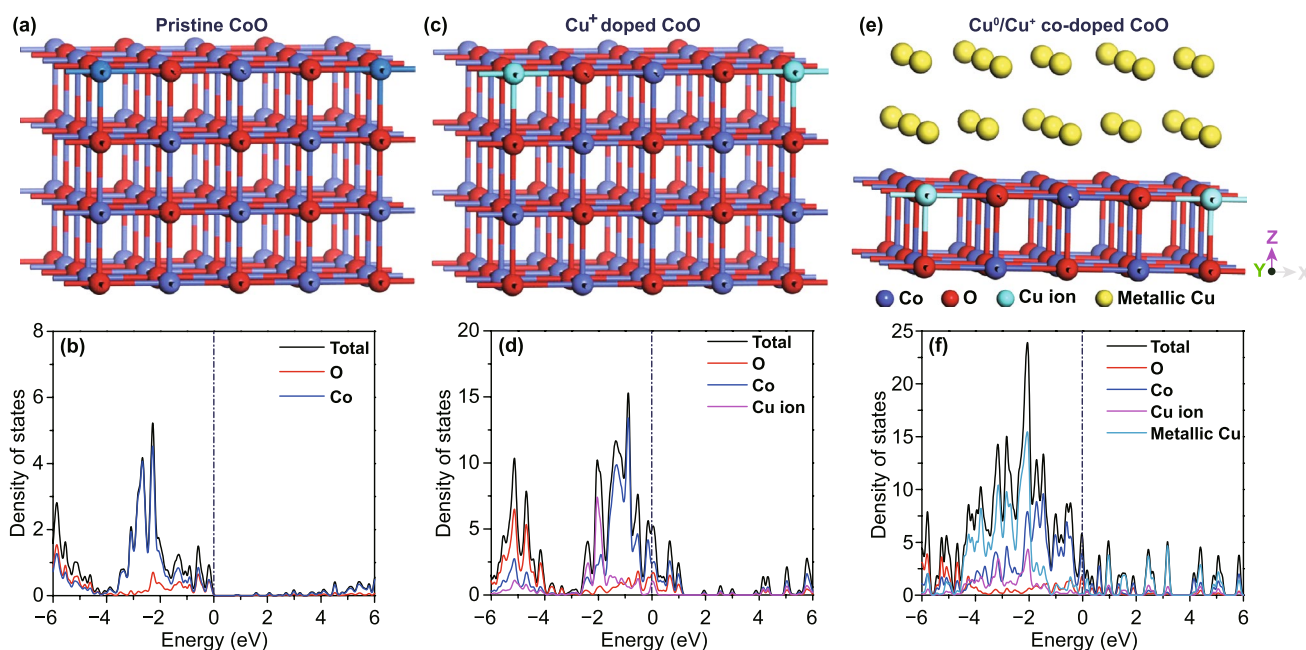 (a) Pristine CoO
(c) Cu⁺ doped CoO
(e) Cu⁰/Cu⁺ co-doped CoO
Z
Y X
Co O Cu ion Metallic Cu
(b)
Total
O
Co
Density of states
8
6
4
2
0
−6 −4 −2 0 2 4 6
Energy (eV)
(d)
Total
O
Co
Cu ion
Density of states
20
15
10
5
0
−6 −4 −2 0 2 4 6
Energy (eV)
(f)
Total
O
Co
Cu ion
Metallic Cu
Density of states
25
20
15
10
5
0
−6 −4 −2 0 2 4 6
Energy (eV)